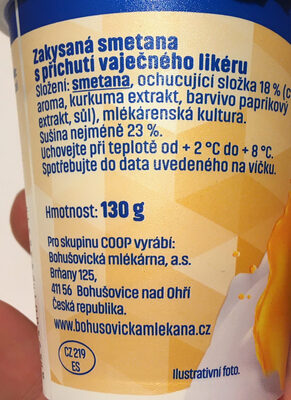 Zakysaná smetana
s příchutí vaječného likéru
Složení: smetana, ochucující složka 18 % (c
aroma, kurkuma extrakt, barvivo paprikový
extrakt, sůl), mlékárenská kultura.
Sušina nejméně 23 %.
Uchovejte při teplotě od + 2 °C do + 8 °C.
Spotřebujte do data uvedeného na víčku.
Hmotnost: 130 g
Pro skupinu COOP vyrábí:
Bohušovická mlékárna, a.s.
Brňany 125,
411 56 Bohušovice nad Ohří
Česká republika.
www.bohusovickamlekana.cz
CZ 219
ES
Ilustrativní foto.